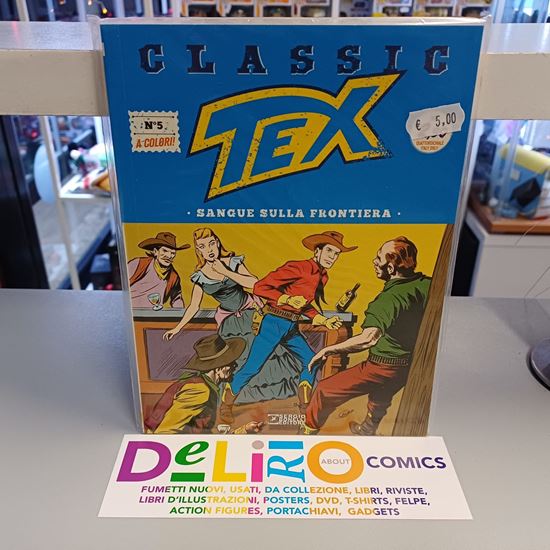 CLASSIC
TEX
N°5
A COLORI!
€ 5,00
QUATTORDICINALE
· SANGUE SULLA FRONTIERA ·
SERGIO
BONELLI
EDITORE
DeLiRIO ABOUT COMICS
FUMETTI NUOVI, USATI, DA COLLEZIONE, LIBRI, RIVISTE,
LIBRI D'ILLUSTRAZIONI, POSTERS, DVD, T-SHIRTS, FELPE,
ACTION FIGURES, PORTACHIAVI, GADGETS